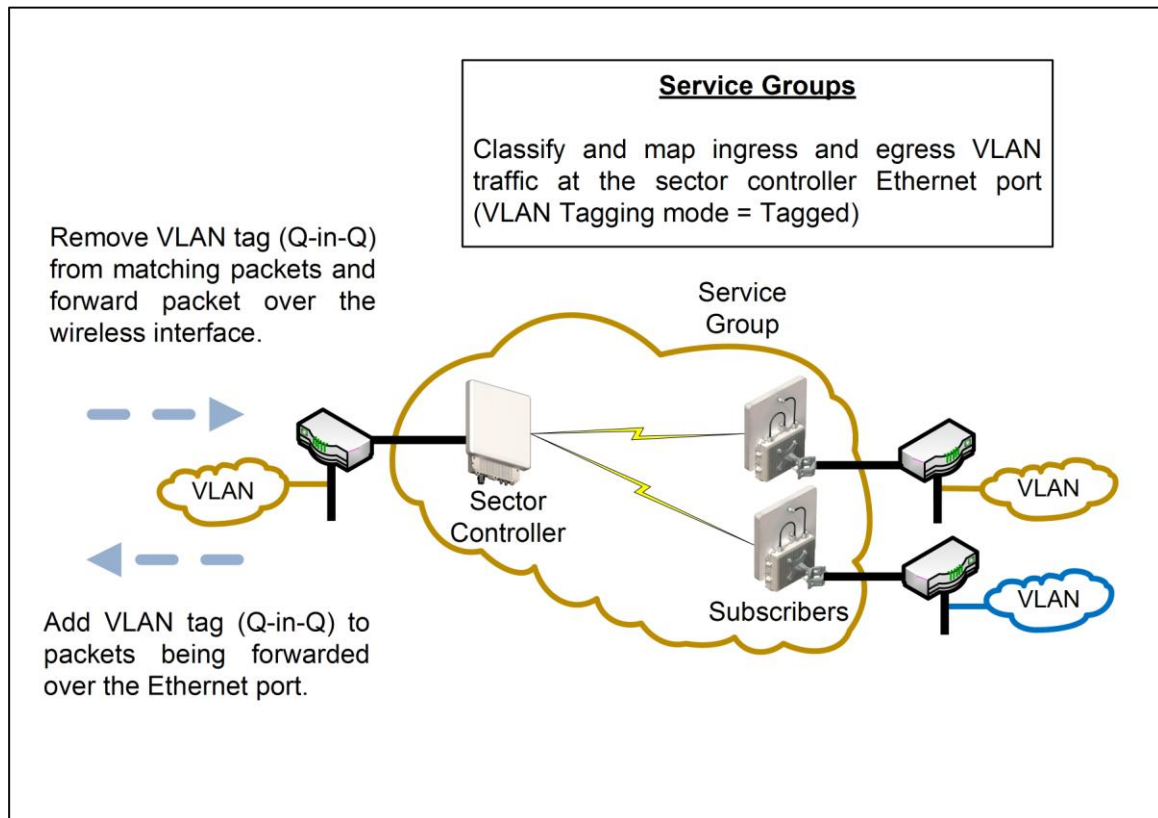 Service Groups
Classify and map ingress and egress VLAN
traffic at the sector controller Ethernet port
(VLAN Tagging mode = Tagged)
Remove VLAN tag (Q-in-Q)
from matching packets and
forward packet over the
wireless interface.
Service
Group
VLAN
Sector
Controller
VLAN
Subscribers
VLAN
Add VLAN tag (Q-in-Q) to
packets being forwarded
over the Ethernet port.